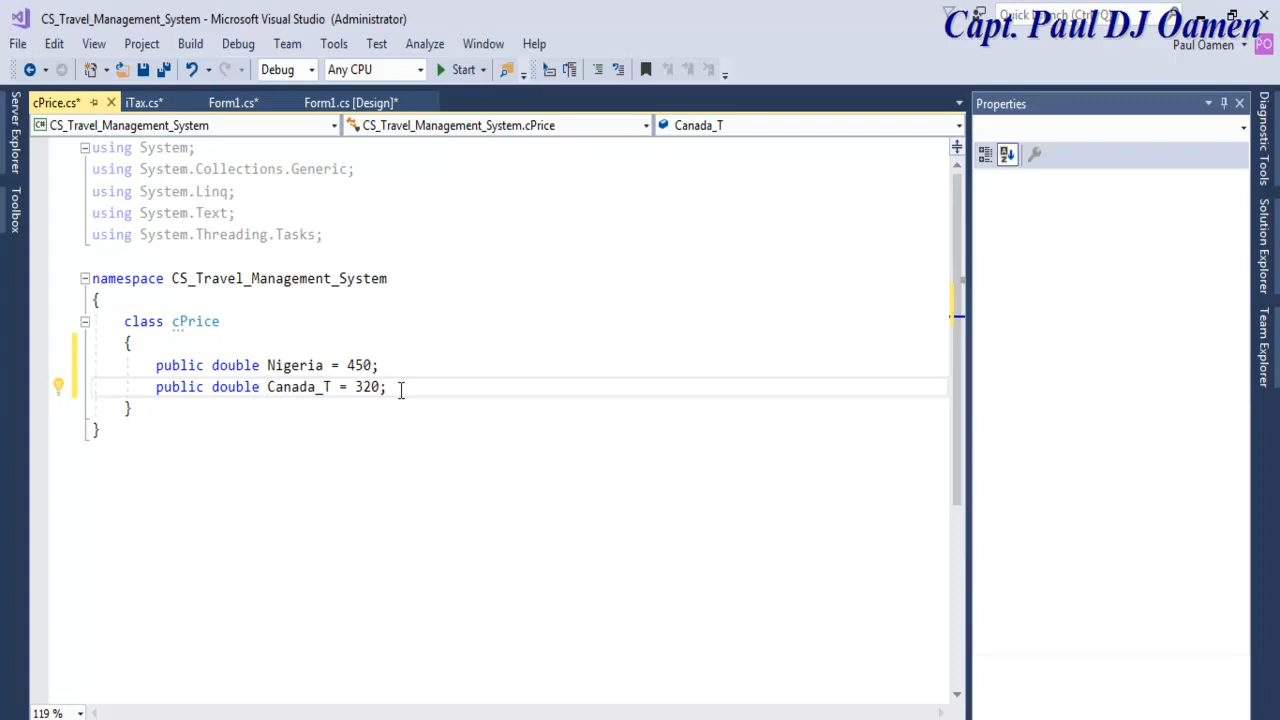 CS_Travel_Management_System - Microsoft Visual Studio (Administrator)
Capt. Paul DJ Oamen
File Edit View Project Build Debug Team Tools Test Analyze Window Help
Paul Oamen
PO
Debug Any CPU Start
cPrice.cs* iTax.cs* Form1.cs* Form1.cs [Design]*
Properties
CS_Travel_Management_System CS_Travel_Management_System.cPrice Canada_T
using System;
using System.Collections.Generic;
using System.Linq;
using System.Text;
using System.Threading.Tasks;
namespace CS_Travel_Management_System
{
class cPrice
{
public double Nigeria = 450;
public double Canada_T = 320;
}
}
119 %
Server Explorer
Toolbox
Diagnostic Tools
Solution Explorer
Team Explorer